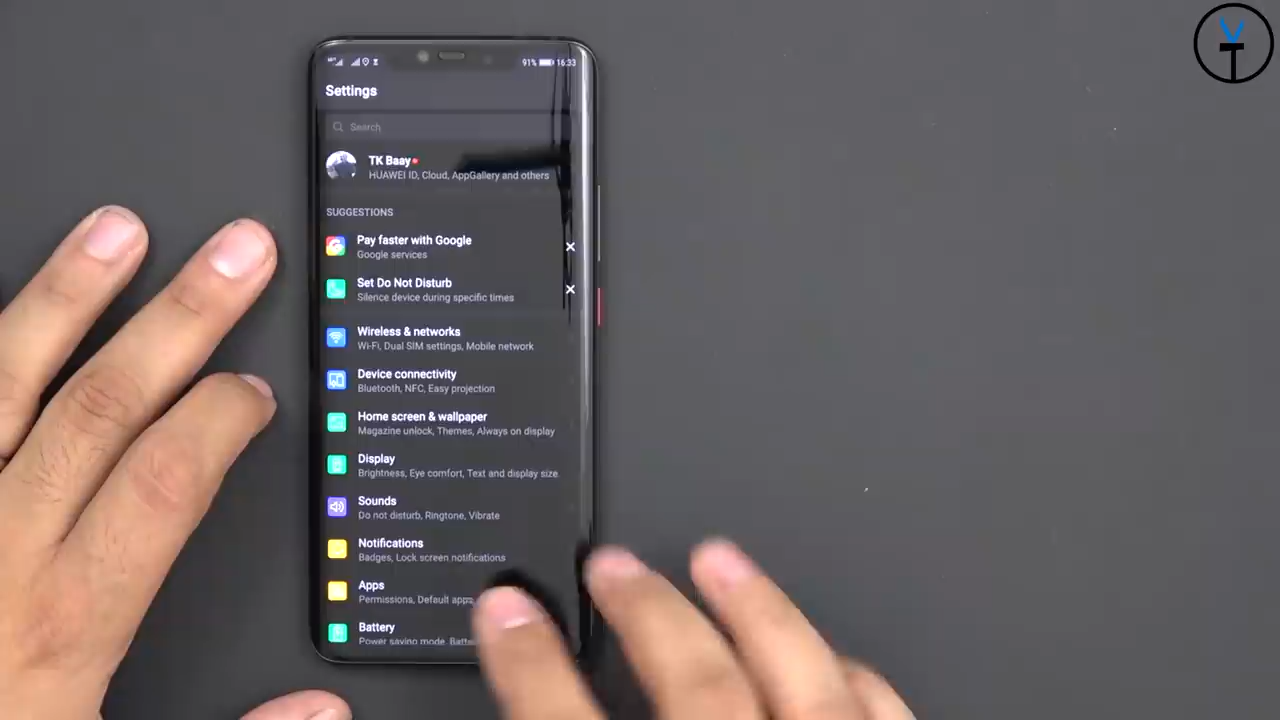 91% 16:33
Settings
Search
TK Baay
HUAWEI ID, Cloud, AppGallery and others
SUGGESTIONS
Pay faster with Google
Google services
Set Do Not Disturb
Silence device during specific times
Wireless & networks
Wi-Fi, Dual SIM settings, Mobile network
Device connectivity
Bluetooth, NFC, Easy projection
Home screen & wallpaper
Magazine unlock, Themes, Always on display
Display
Brightness, Eye comfort, Text and display size
Sounds
Do not disturb, Ringtone, Vibrate
Notifications
Badges, Lock screen notifications
Apps
Permissions, Default apps,
Battery
Power saving mode,